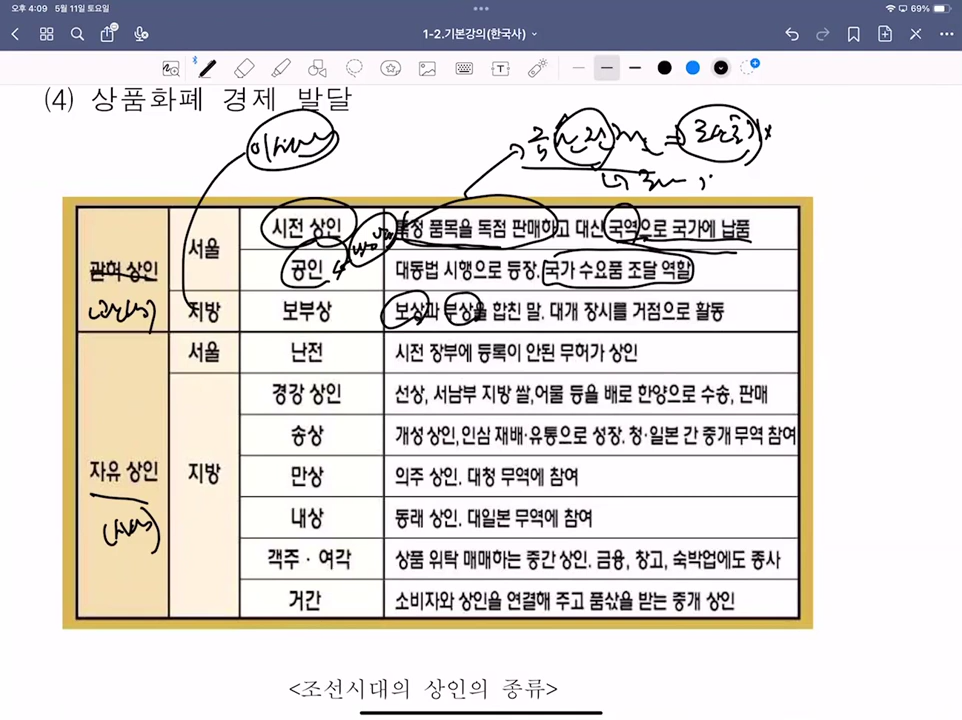 오후 4:09 5월 11일 토요일
69%
1-2.기본강의(한국사)
(4) 상품화폐 경제 발달
관허 상인
서울
시전 상인
특정 품목을 독점 판매하고 대신 국역으로 국가에 납품
공인
대동법 시행으로 등장. 국가 수요품 조달 역할
지방
보부상
보상과 부상을 합친 말. 대개 장시를 거점으로 활동
자유 상인
서울
난전
시전 장부에 등록이 안된 무허가 상인
지방
경강 상인
선상, 서남부 지방 쌀,어물 등을 배로 한양으로 수송, 판매
송상
개성 상인,인삼 재배·유통으로 성장. 청·일본 간 중개 무역 참여
만상
의주 상인. 대청 무역에 참여
내상
동래 상인. 대일본 무역에 참여
객주·여각
상품 위탁 매매하는 중간 상인. 금융, 창고, 숙박업에도 종사
거간
소비자와 상인을 연결해 주고 품삯을 받는 중개 상인
<조선시대의 상인의 종류>